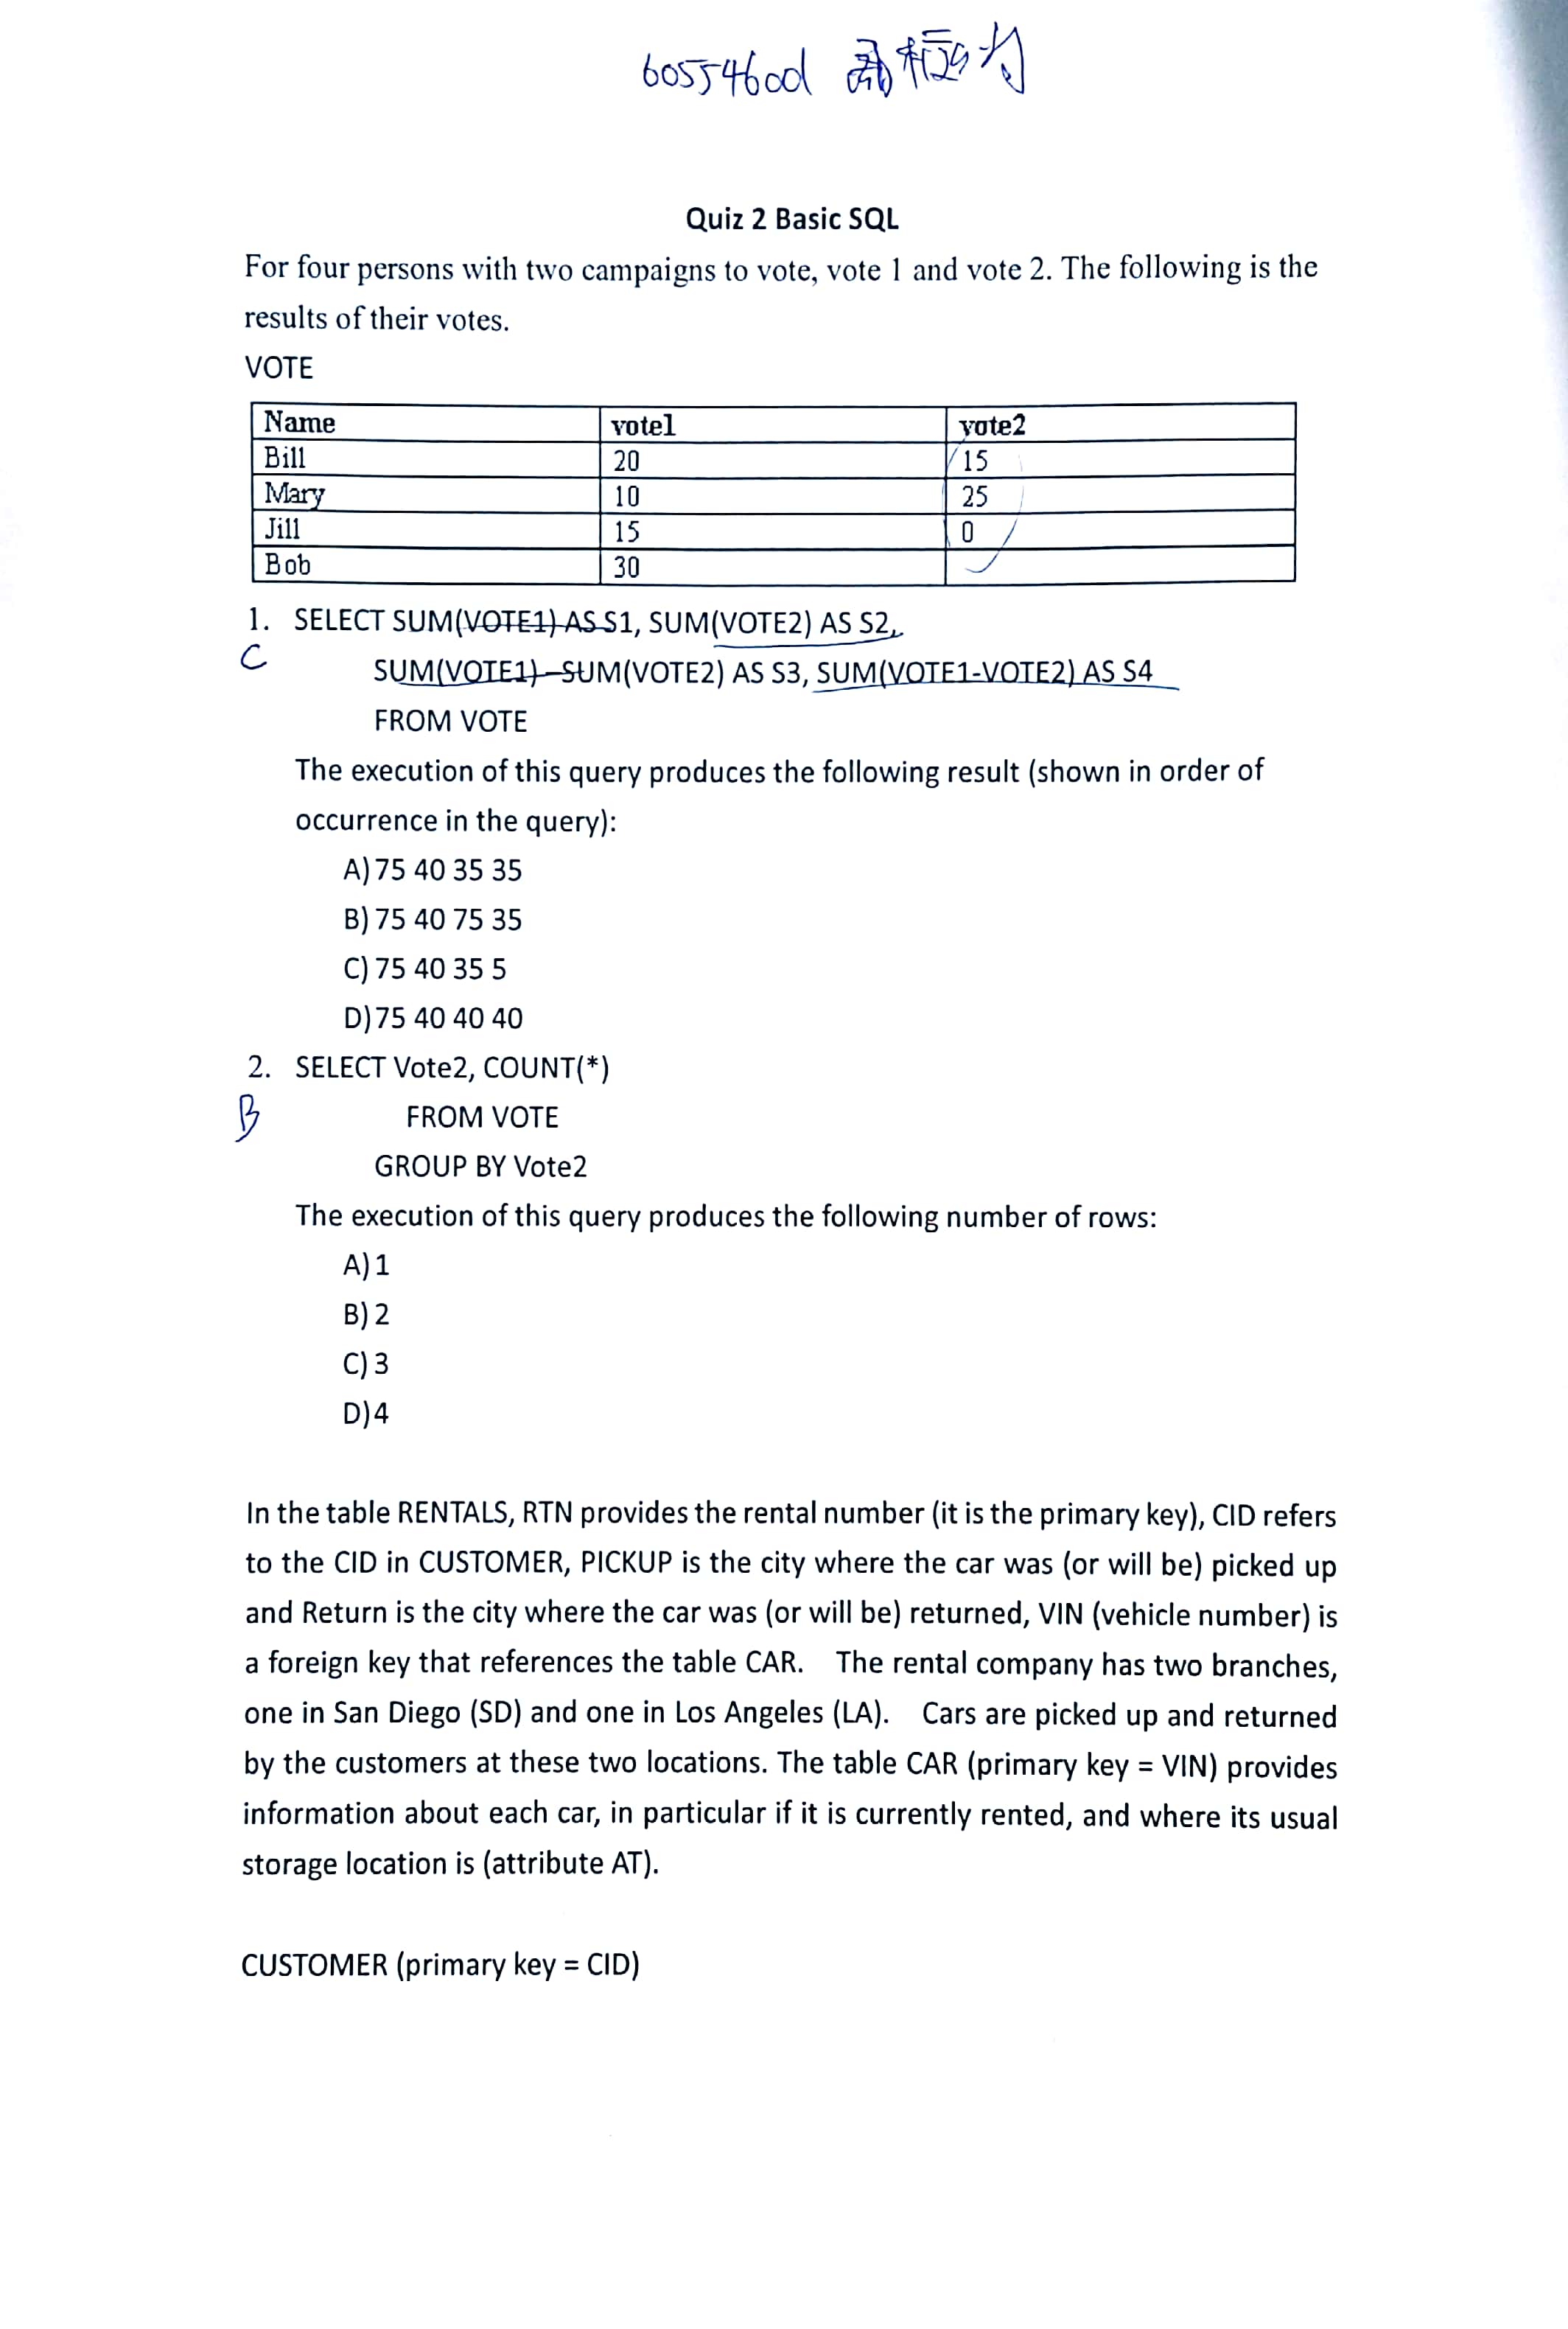 6055460d
Quiz 2 Basic SQL
For four persons with two campaigns to vote, vote 1 and vote 2. The following is the
results of their votes.
VOTE
Name vote1 vote2
Bill 20 15
Mary 10 25
Jill 15 0
Bob 30
1. SELECT SUM(VOTE1) AS S1, SUM(VOTE2) AS S2,
C SUM(VOTE1) – SUM(VOTE2) AS S3, SUM(VOTE1-VOTE2) AS S4
FROM VOTE
The execution of this query produces the following result (shown in order of
occurrence in the query):
A) 75 40 35 35
B) 75 40 75 35
C) 75 40 35 5
D) 75 40 40 40
2. SELECT Vote2, COUNT(*)
B FROM VOTE
GROUP BY Vote2
The execution of this query produces the following number of rows:
A) 1
B) 2
C) 3
D) 4
In the table RENTALS, RTN provides the rental number (it is the primary key), CID refers
to the CID in CUSTOMER, PICKUP is the city where the car was (or will be) picked up
and Return is the city where the car was (or will be) returned, VIN (vehicle number) is
a foreign key that references the table CAR. The rental company has two branches,
one in San Diego (SD) and one in Los Angeles (LA). Cars are picked up and returned
by the customers at these two locations. The table CAR (primary key = VIN) provides
information about each car, in particular if it is currently rented, and where its usual
storage location is (attribute AT).
CUSTOMER (primary key = CID)